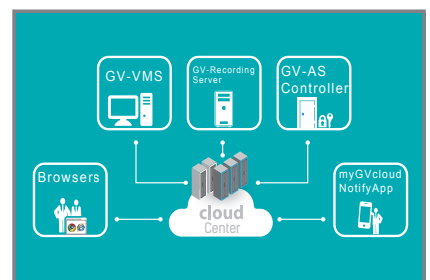 GV-VMS
GV-Recording
Server
GV-AS
Controller
Browsers
cloud
Center
myGVcloud
NotifyApp